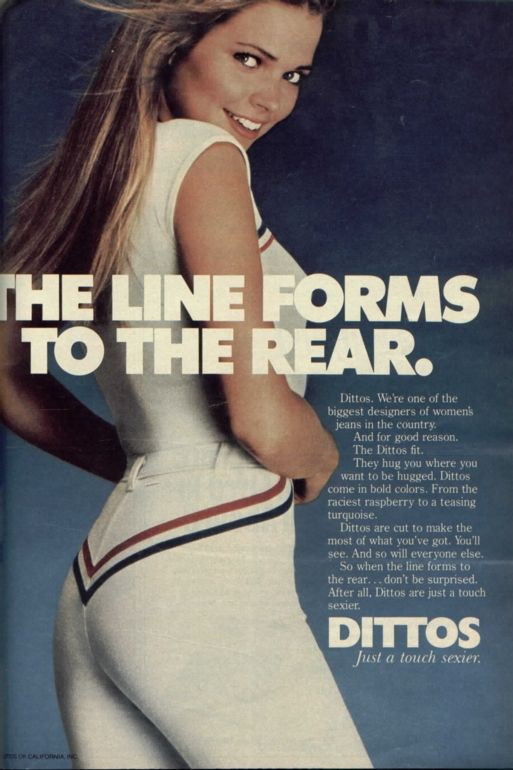 THE LINE FORMS
TO THE REAR.
Dittos. We're one of the
biggest designers of women's
jeans in the country.
And for good reason.
The Dittos fit.
They hug you where you
want to be hugged. Dittos
come in bold colors. From the
raciest raspberry to a teasing
turquoise.
Dittos are cut to make the
most of what you've got. You'll
see. And so will everyone else.
So when the line forms to
the rear...don't be surprised.
After all, Dittos are just a touch
sexier.
DITTOS
Just a touch sexier.
OF CALIFORNIA, INC.